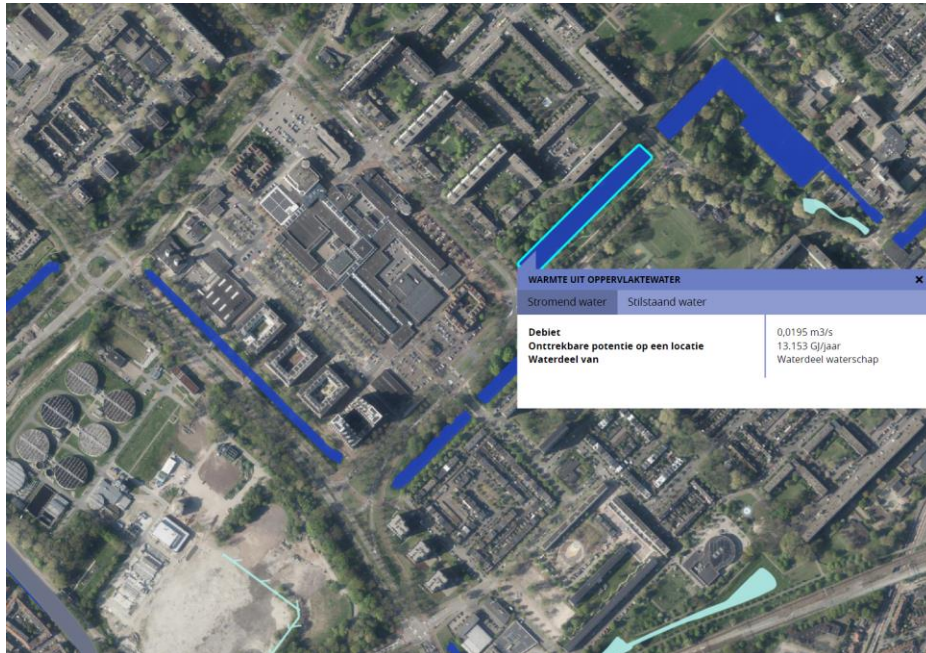 WARMTE UIT OPPERVLAKTEWATER ×
Stromend water Stilstaand water
Debiet 0,0195 m3/s
Onttrekbare potentie op een locatie 13.153 GJ/jaar
Waterdeel van Waterdeel waterschap